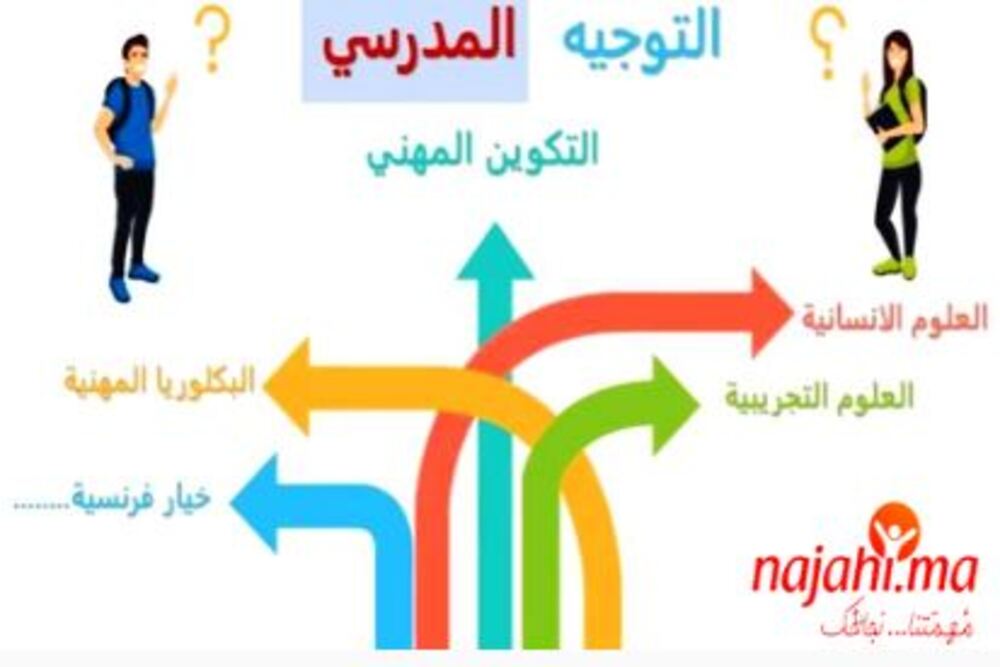 التوجيه المدرسي
التكوين المهني
العلوم الانسانية
البكلوريا المهنية
العلوم التجريبية
خيار فرنسية........
najahi.ma
مهمتنا... نجاحك